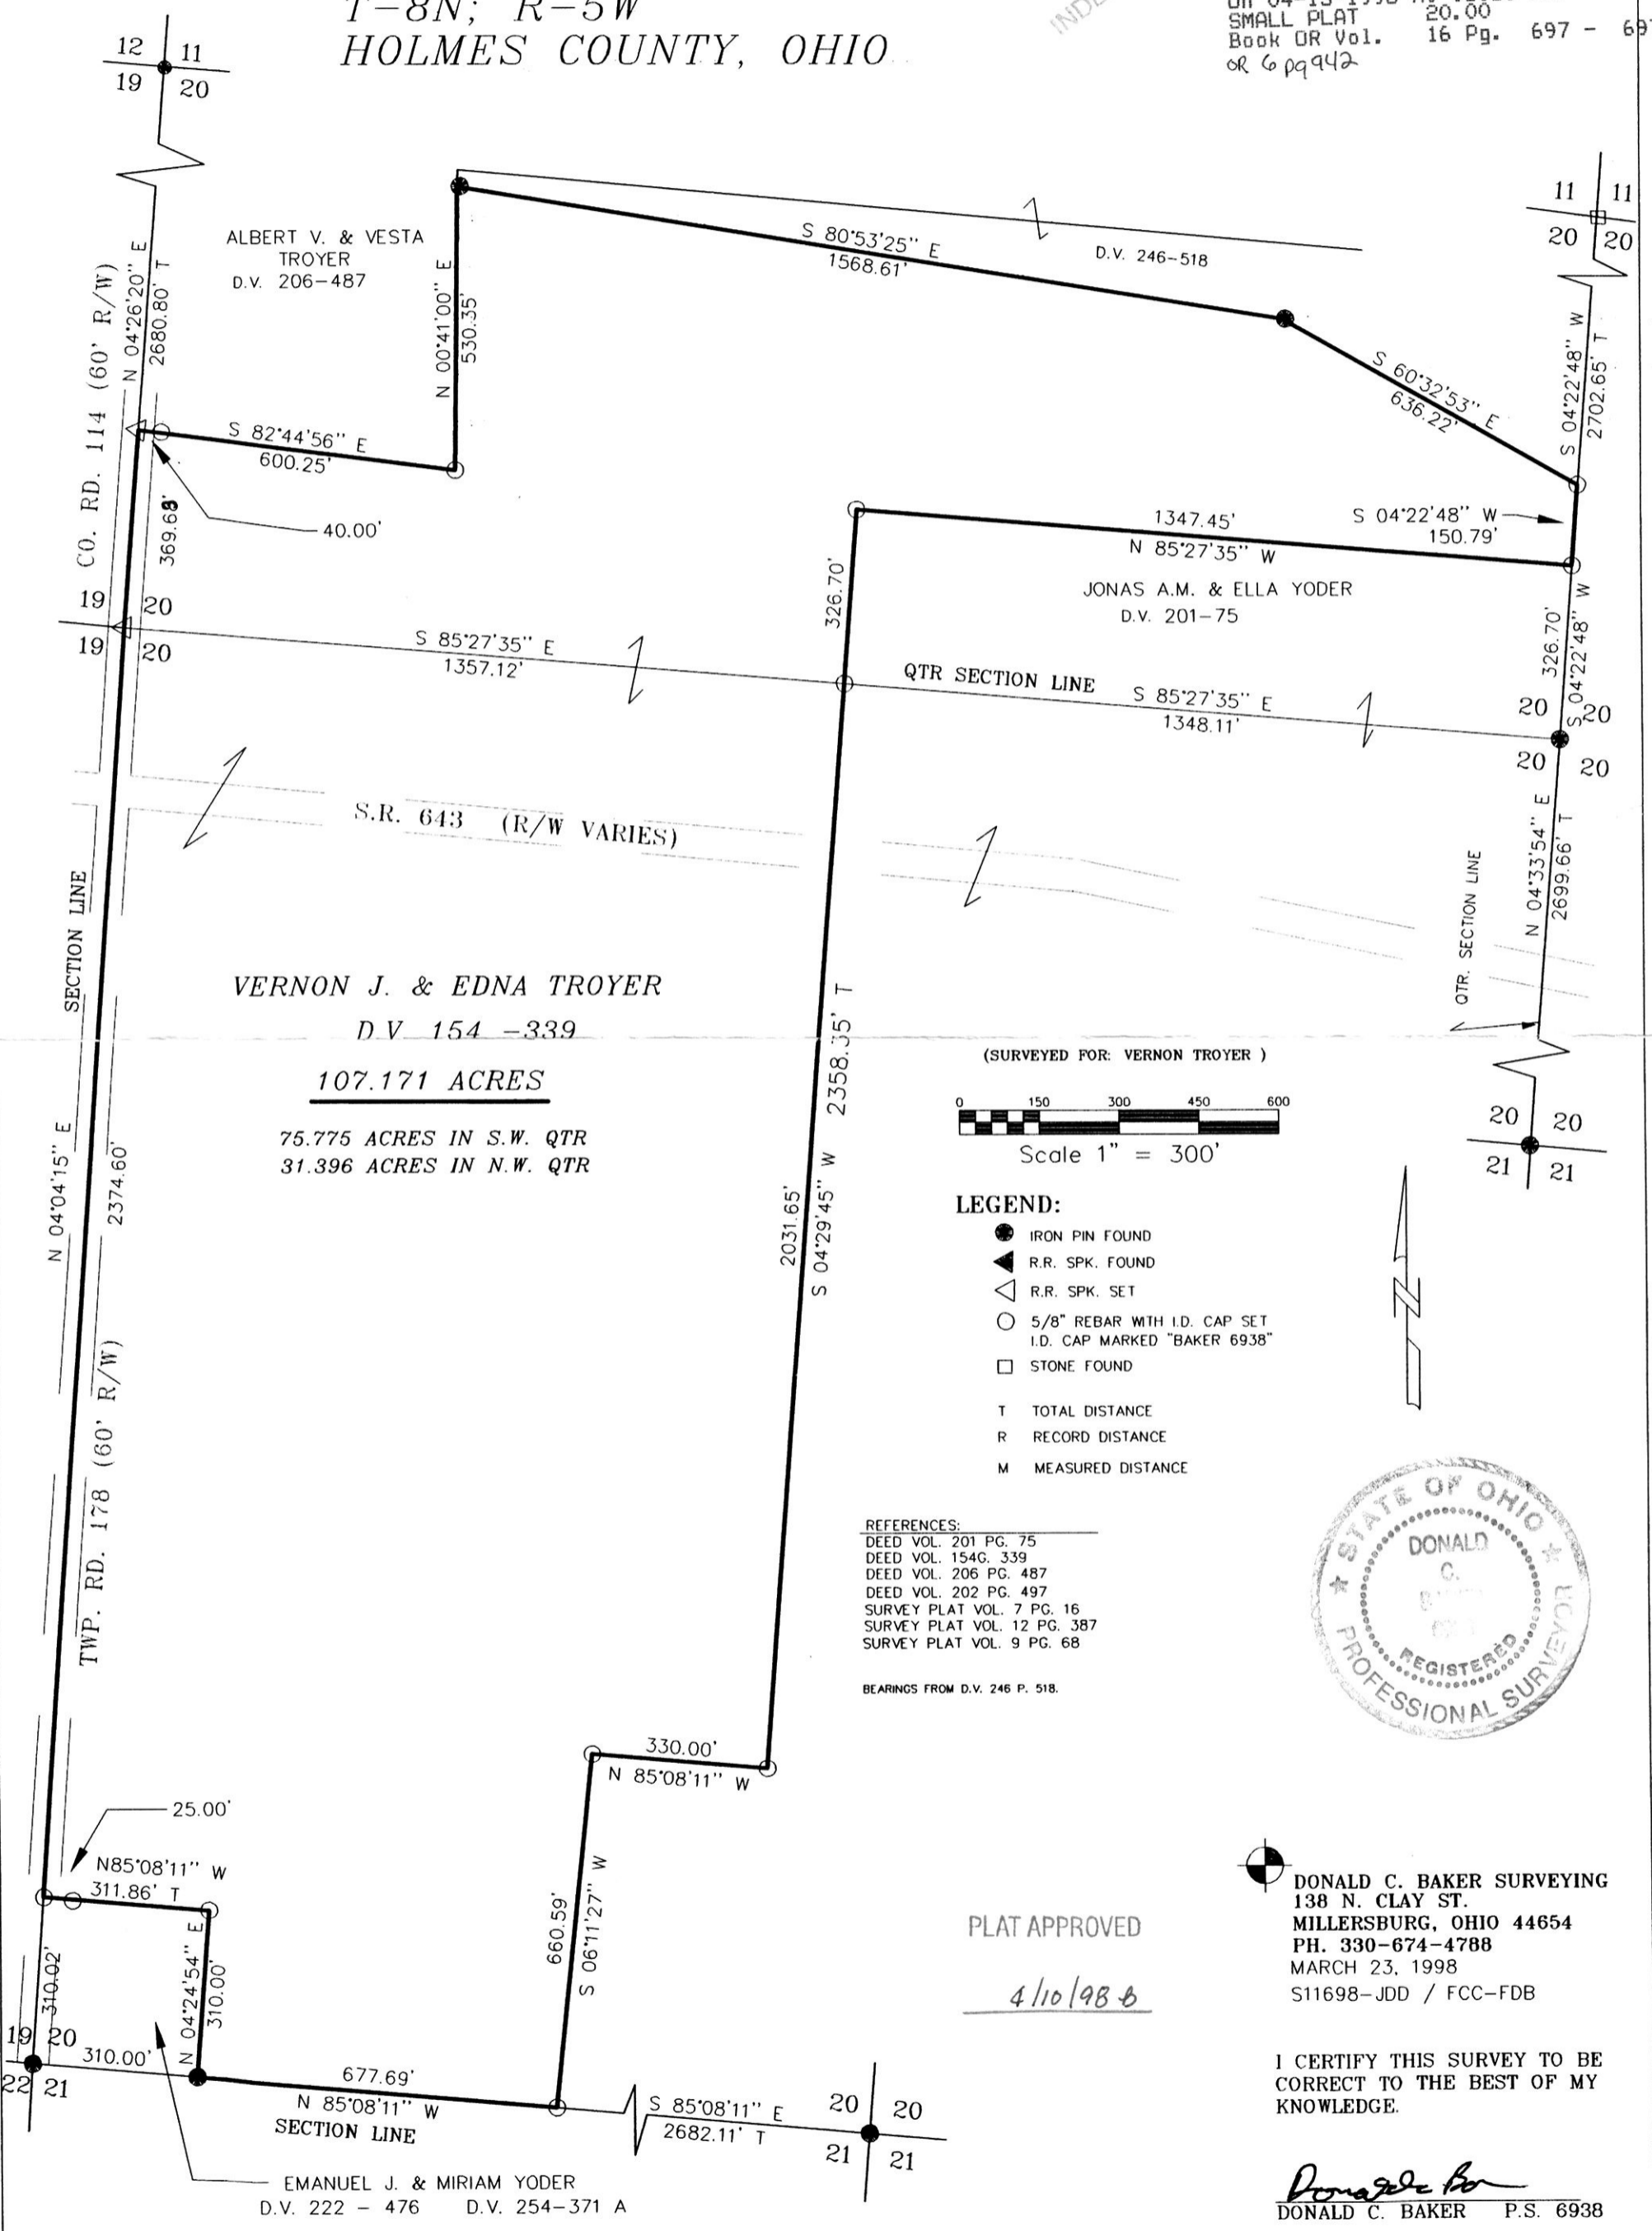 T-8N; R-5W
HOLMES COUNTY, OHIO
SMALL PLAT 20.00
Book OR Vol. 16 Pg. 697 -
OR 6 pg 942
12 11
19 20
11 11
20 20
ALBERT V. & VESTA
TROYER
D.V. 206-487
N 04°26'20" E
2680.80' T
CO. RD. 114 (60' R/W)
N 00°41'00" E
530.35'
S 80°53'25" E
1568.61'
D.V. 246-518
S 60°32'53" E
636.22'
S 04°22'48" W
2702.65' T
S 82°44'56" E
600.25'
40.00'
369.68'
1347.45'
N 85°27'35" W
S 04°22'48" W
150.79'
JONAS A.M. & ELLA YODER
D.V. 201-75
326.70'
326.70'
S 04°22'48" W
19 20
19 20
S 85°27'35" E
1357.12'
QTR SECTION LINE
S 85°27'35" E
1348.11'
20 20
20 20
S.R. 643 (R/W VARIES)
N 04°33'54" E
2699.66' T
QTR. SECTION LINE
SECTION LINE
VERNON J. & EDNA TROYER
D.V. 154 -339
107.171 ACRES
75.775 ACRES IN S.W. QTR
31.396 ACRES IN N.W. QTR
N 04°04'15" E
2374.60'
TWP. RD. 178 (60' R/W)
2031.65'
S 04°29'45" W 2358.35' T
(SURVEYED FOR: VERNON TROYER )
0 150 300 450 600
Scale 1" = 300'
20 20
21 21
LEGEND:
IRON PIN FOUND
R.R. SPK. FOUND
R.R. SPK. SET
5/8" REBAR WITH I.D. CAP SET
I.D. CAP MARKED "BAKER 6938"
STONE FOUND
T TOTAL DISTANCE
R RECORD DISTANCE
M MEASURED DISTANCE
N
REFERENCES:
DEED VOL. 201 PG. 75
DEED VOL. 154G. 339
DEED VOL. 206 PG. 487
DEED VOL. 202 PG. 497
SURVEY PLAT VOL. 7 PG. 16
SURVEY PLAT VOL. 12 PG. 387
SURVEY PLAT VOL. 9 PG. 68
BEARINGS FROM D.V. 246 P. 518.
STATE OF OHIO
DONALD
C.
REGISTERED
PROFESSIONAL SURVEYOR
330.00'
N 85°08'11" W
25.00'
N85°08'11" W
311.86' T
N 04°24'54" E
310.00'
310.02'
660.59'
S 06°11'27" W
19 20
22 21
310.00'
677.69'
N 85°08'11" W
SECTION LINE
S 85°08'11" E
2682.11' T
20 20
21 21
EMANUEL J. & MIRIAM YODER
D.V. 222 - 476 D.V. 254-371 A
PLAT APPROVED
4/10/98 B
DONALD C. BAKER SURVEYING
138 N. CLAY ST.
MILLERSBURG, OHIO 44654
PH. 330-674-4788
MARCH 23, 1998
S11698-JDD / FCC-FDB
I CERTIFY THIS SURVEY TO BE
CORRECT TO THE BEST OF MY
KNOWLEDGE.
DONALD C. BAKER P.S. 6938